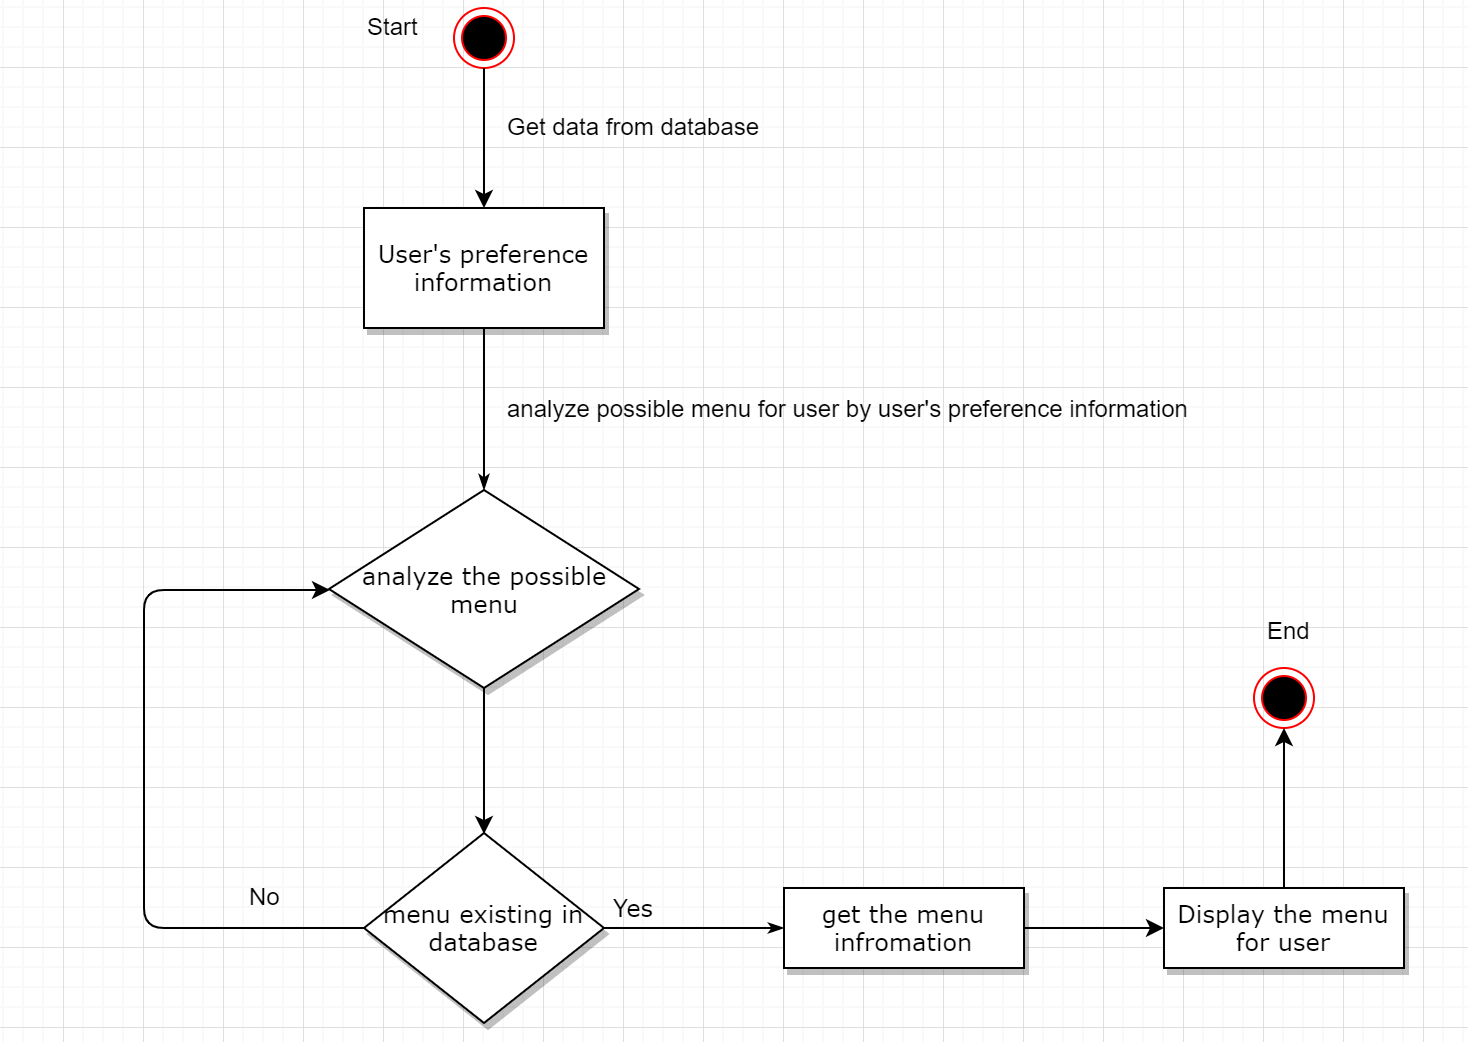 Start
Get data from database
User's preference
information
analyze possible menu for user by user's preference information
analyze the possible
menu
End
No
menu existing in
database
Yes
get the menu
infromation
Display the menu
for user